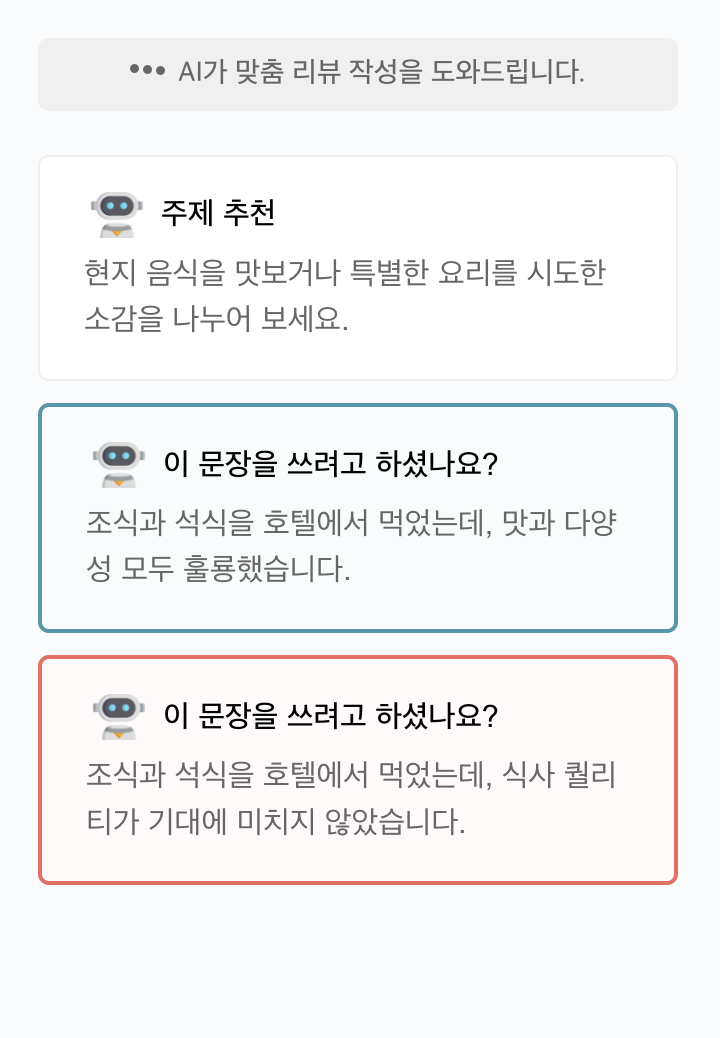 ••• AI가 맞춤 리뷰 작성을 도와드립니다.
주제 추천
현지 음식을 맛보거나 특별한 요리를 시도한
소감을 나누어 보세요.
이 문장을 쓰려고 하셨나요?
조식과 석식을 호텔에서 먹었는데, 맛과 다양
성 모두 훌룡했습니다.
이 문장을 쓰려고 하셨나요?
조식과 석식을 호텔에서 먹었는데, 식사 퀄리
티가 기대에 미치지 않았습니다.